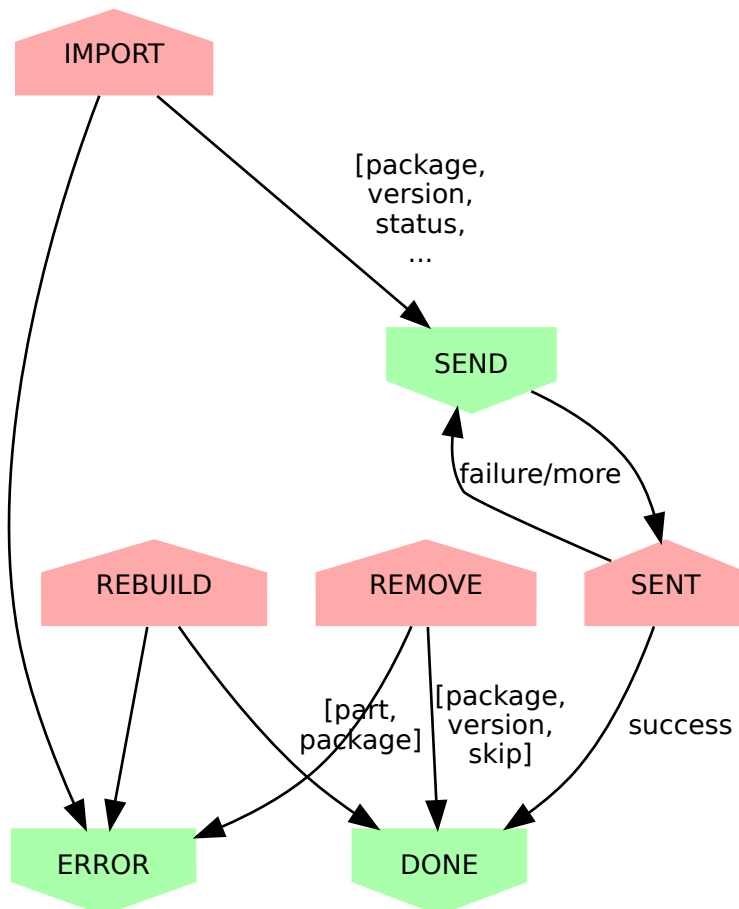 IMPORT
[package,
version,
status,
...
SEND
failure/more
REBUILD
REMOVE
SENT
[part,
package]
[package,
version,
skip]
success
ERROR
DONE